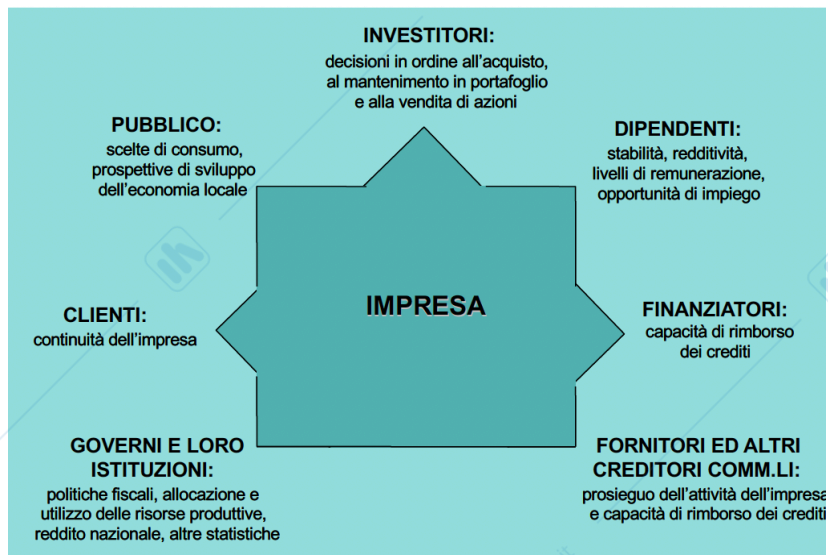 INVESTITORI:
decisioni in ordine all'acquisto,
al mantenimento in portafoglio
e alla vendita di azioni
PUBBLICO:
scelte di consumo,
prospettive di sviluppo
dell'economia locale
DIPENDENTI:
stabilità, redditività,
livelli di remunerazione,
opportunità di impiego
IMPRESA
CLIENTI:
continuità dell'impresa
FINANZIATORI:
capacità di rimborso
dei crediti
GOVERNI E LORO
ISTITUZIONI:
politiche fiscali, allocazione e
utilizzo delle risorse produttive,
reddito nazionale, altre statistiche
FORNITORI ED ALTRI
CREDITORI COMM.LI:
prosieguo dell'attività dell'impresa
e capacità di rimborso dei crediti